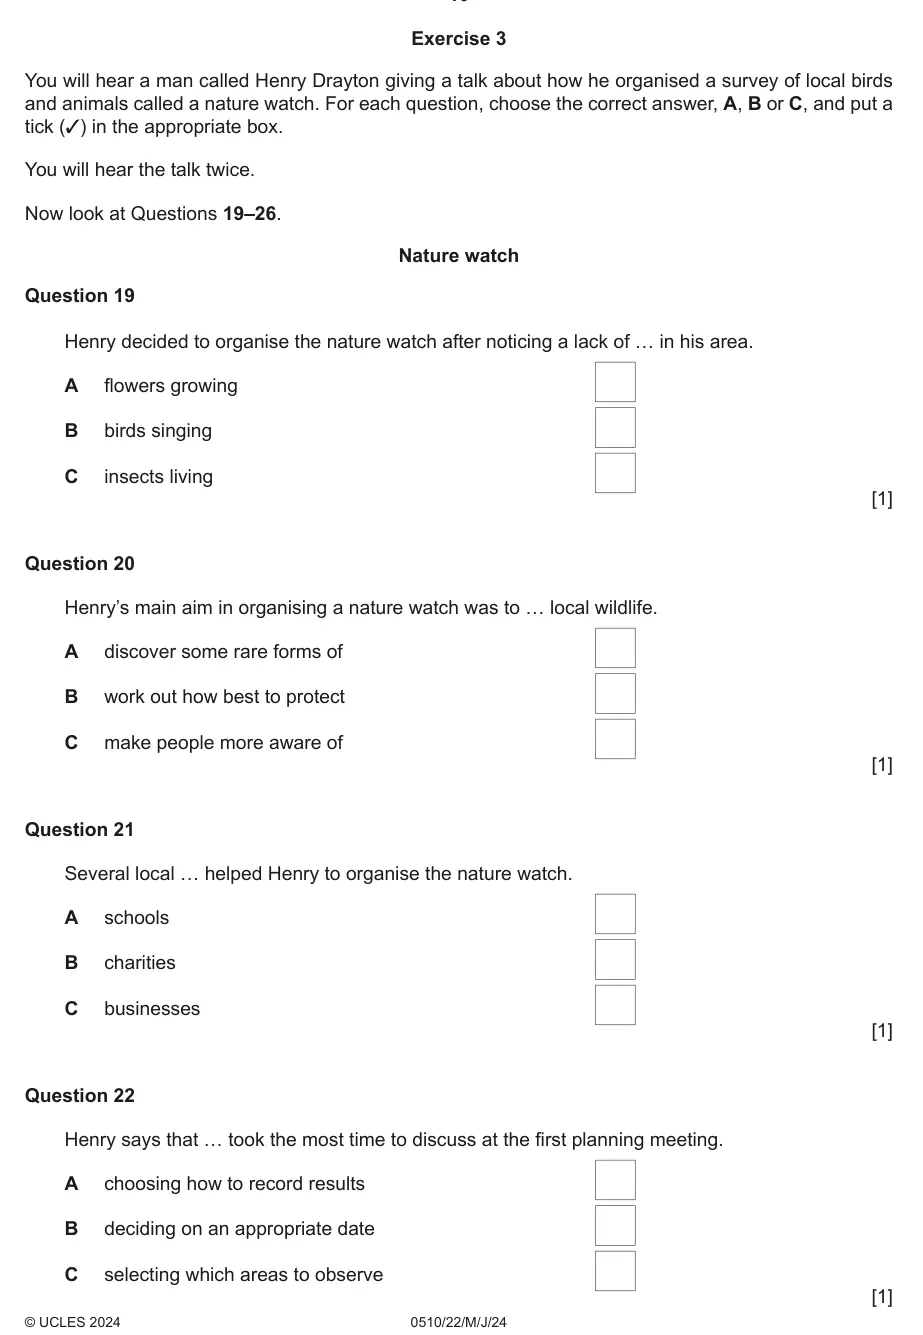 Exercise 3
You will hear a man called Henry Drayton giving a talk about how he organised a survey of local birds
and animals called a nature watch. For each question, choose the correct answer, A, B or C, and put a
tick (✓) in the appropriate box.
You will hear the talk twice.
Now look at Questions 19–26.
Nature watch
Question 19
Henry decided to organise the nature watch after noticing a lack of … in his area.
A flowers growing
B birds singing
C insects living
[1]
Question 20
Henry’s main aim in organising a nature watch was to … local wildlife.
A discover some rare forms of
B work out how best to protect
C make people more aware of
[1]
Question 21
Several local … helped Henry to organise the nature watch.
A schools
B charities
C businesses
[1]
Question 22
Henry says that … took the most time to discuss at the first planning meeting.
A choosing how to record results
B deciding on an appropriate date
C selecting which areas to observe
[1]
© UCLES 2024 0510/22/M/J/24